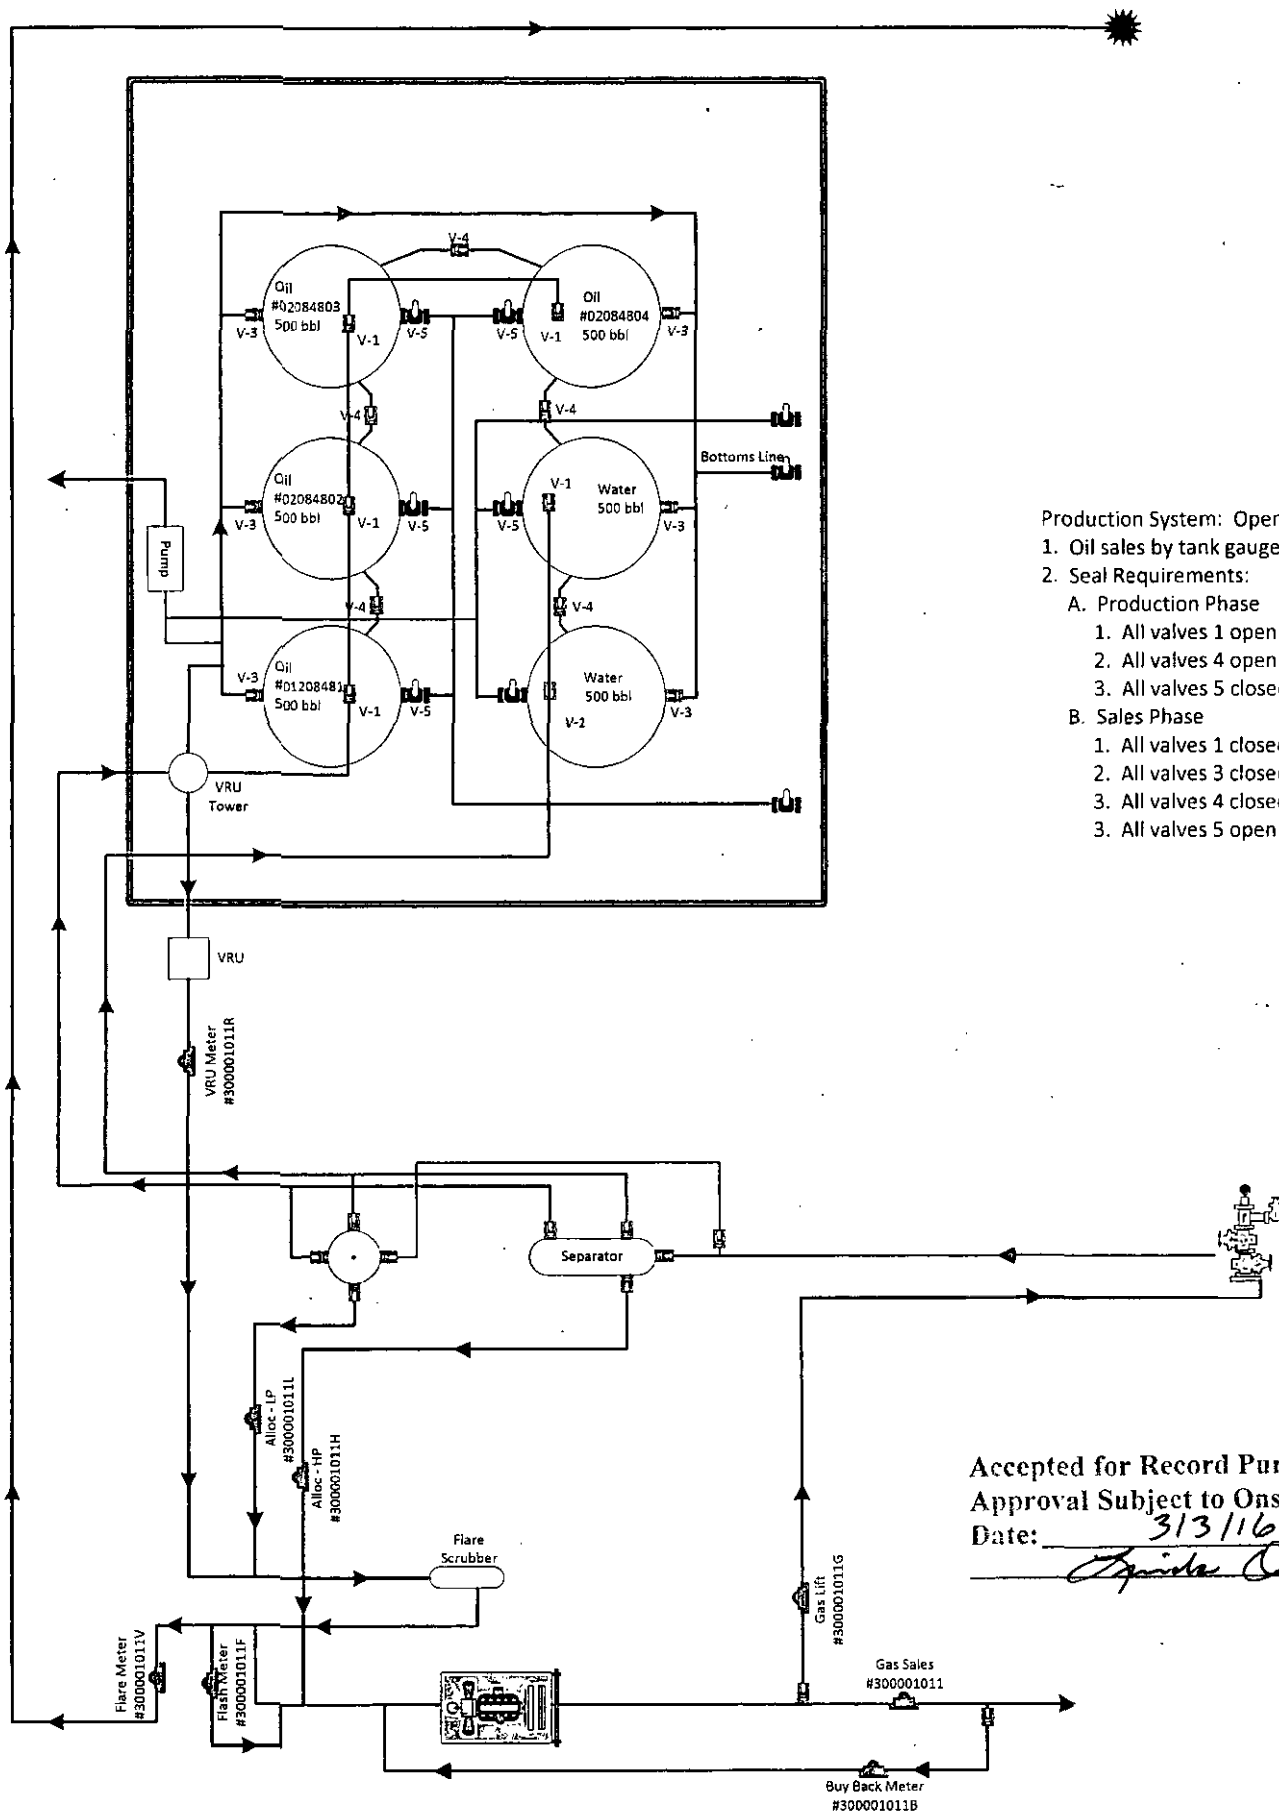 V-4
Oil
#02084803
500 bbl
Oil
#02084804
500 bbl
V-3
V-1
V-5
V-5
V-1
V-3
V-4
V-4
Bottoms Line
Oil
#02084802
500 bbl
V-1
Water
500 bbl
V-3
V-1
V-5
V-5
V-3
Pump
V-4
V-4
V-3
Oil
#01208481
500 bbl
Water
500 bbl
V-1
V-5
V-2
V-3
VRU
Tower
VRU
VRU Meter
#300001011R
Production System: Open
1. Oil sales by tank gauge
2. Seal Requirements:
A. Production Phase
1. All valves 1 open
2. All valves 4 open
3. All valves 5 closed
B. Sales Phase
1. All valves 1 closed
2. All valves 3 closed
3. All valves 4 closed
3. All valves 5 open
Separator
Alloc - LP
#300001011L
Alloc - HP
#300001011H
Flare
Scrubber
Gas Lift
#300001011G
Flare Meter
#300001011V
Flash Meter
#300001011F
Gas Sales
#300001011
Buy Back Meter
#300001011B
Accepted for Record Pur
Approval Subject to Ons
Date: 3/3/16